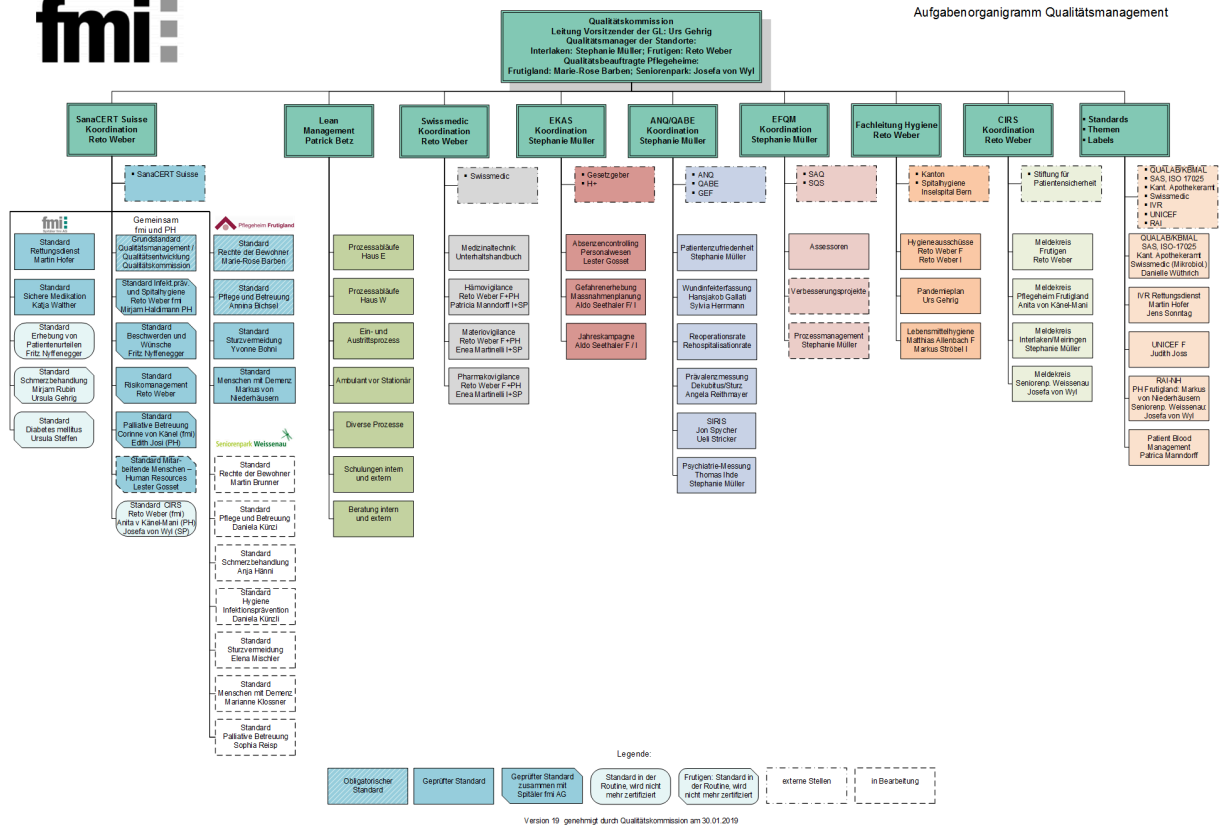 fmi
Aufgabenorganigramm Qualitätsmanagement
Qualitätskommission
Leitung Vorsitzender der GL: Urs Gehrig
Qualitätsmanager der Standorte:
Interlaken: Stephanie Müller; Frutigen: Reto Weber
Qualitätsbeauftragte Pflegeheime:
Frutigland: Marie-Rose Barben; Seniorenpark: Josefa von Wyl
SanaCERT Suisse
Koordination
Reto Weber
Lean
Management
Patrick Betz
Swissmedic
Koordination
Reto Weber
EKAS
Koordination
Stephanie Müller
ANQ/QABE
Koordination
Stephanie Müller
EFQM
Koordination
Stephanie Müller
Fachleitung Hygiene
Reto Weber
CIRS
Koordination
Reto Weber
▪ Standards
▪ Themen
▪ Labels
▪ SanaCERT Suisse
▪ Swissmedic
▪ Gesetzgeber
▪ H+
▪ ANQ
▪ QABE
▪ GEF
▪ SAQ
▪ SQS
▪ Kanton
▪ Spitalhygiene
Inselspital Bern
▪ Stiftung für
Patientensicherheit
▪ QUALAB/KBMAL
▪ SAS, ISO 17025
▪ Kant. Apothekeramt
▪ Swissmedic
▪ IVR
▪ UNICEF
▪ RAI
fmi
Spitäler fmi AG
Standard
Rettungsdienst
Martin Hofer
Standard
Sichere Medikation
Katja Walther
Standard
Erhebung von
Patientenurteilen
Fritz Nyffenegger
Standard
Schmerzbehandlung
Mirjam Rubin
Ursula Gehrig
Standard
Diabetes mellitus
Ursula Steffen
Gemeinsam
fmi und PH
Grundstandard
Qualitätsmanagement /
Qualitätsentwicklung
Qualitätskommission
Standard Infekt.präv.
und Spitalhygiene
Reto Weber fmi
Mirjam Haldimann PH
Standard
Beschwerden und
Wünsche
Fritz Nyffenegger
Standard
Risikomanagement
Reto Weber
Standard
Palliative Betreuung
Corinne von Känel (fmi)
Edith Josi (PH)
Standard Mitar-
beitende Menschen –
Human Resources
Lester Gosset
Standard CIRS
Reto Weber (fmi)
Anita v Känel-Mani (PH)
Josefa von Wyl (SP)
Pflegeheim Frutigland
Standard
Rechte der Bewohner
Marie-Rose Barben
Standard
Pflege und Betreuung
Annina Bichsel
Standard
Sturzvermeidung
Yvonne Bohni
Standard
Menschen mit Demenz
Markus von
Niederhäusern
Seniorenpark Weissenau
Standard
Rechte der Bewohner
Martin Brunner
Standard
Pflege und Betreuung
Daniela Künzi
Standard
Schmerzbehandlung
Anja Hänni
Standard
Hygiene
Infektionsprävention
Daniela Künzli
Standard
Sturzvermeidung
Elena Mischler
Standard
Menschen mit Demenz
Marianne Klossner
Standard
Palliative Betreuung
Sophia Reisp
Prozessabläufe
Haus E
Prozessabläufe
Haus W
Ein- und
Austrittsprozess
Ambulant vor Stationär
Diverse Prozesse
Schulungen intern
und extern
Beratung intern
und extern
Medizinaltechnik
Unterhaltshandbuch
Hämovigilance
Reto Weber F+PH
Patricia Manndorff I+SP
Materiovigilance
Reto Weber F+PH
Enea Martinelli I+SP
Pharmakovigilance
Reto Weber F+PH
Enea Martinelli I+SP
Absenzencontrolling
Personalwesen
Lester Gosset
Gefahrenerhebung
Massnahmenplanung
Aldo Seethaler F/ I
Jahreskampagne
Aldo Seethaler F / I
Patientenzufriedenheit
Stephanie Müller
Wundinfekterfassung
Hansjakob Gallati
Sylvia Herrmann
Reoperationsrate
Rehospitalisationsrate
Prävalenzmessung
Dekubitus/Sturz
Angela Reithmayer
SIRIS
Jon Spycher
Ueli Stricker
Psychiatrie-Messung
Thomas Ihde
Stephanie Müller
Assessoren
Verbesserungsprojekte
Prozessmanagement
Stephanie Müller
Hygieneausschüsse
Reto Weber F
Reto Weber I
Pandemieplan
Urs Gehrig
Lebensmittelhygiene
Matthias Allenbach F
Markus Ströbel I
Meldekreis
Frutigen
Reto Weber
Meldekreis
Pflegeheim Frutigland
Anita von Känel-Mani
Meldekreis
Interlaken/Meiringen
Stephanie Müller
Meldekreis
Seniorenp. Weissenau
Josefa von Wyl
QUALAB/KBMAL
SAS, ISO-17025
Kant. Apothekeramt
Swissmedic (Mikrobiol.)
Danielle Wüthrich
IVR Rettungsdienst
Martin Hofer
Jens Sonntag
UNICEF F
Judith Joss
RAI-NH
PH Frutigland: Markus
von Niederhäusern
Seniorenp. Weissenau:
Josefa von Wyl
Patient Blood
Management
Patrica Manndorff
Legende:
Obligatorischer
Standard
Geprüfter Standard
Geprüfter Standard
zusammen mit
Spitäler fmi AG
Standard in der
Routine, wird nicht
mehr zertifiziert
Frutigen: Standard in
der Routine, wird
nicht mehr zertifiziert
externe Stellen
in Bearbeitung
Version 19 genehmigt durch Qualitätskommission am 30.01.2019